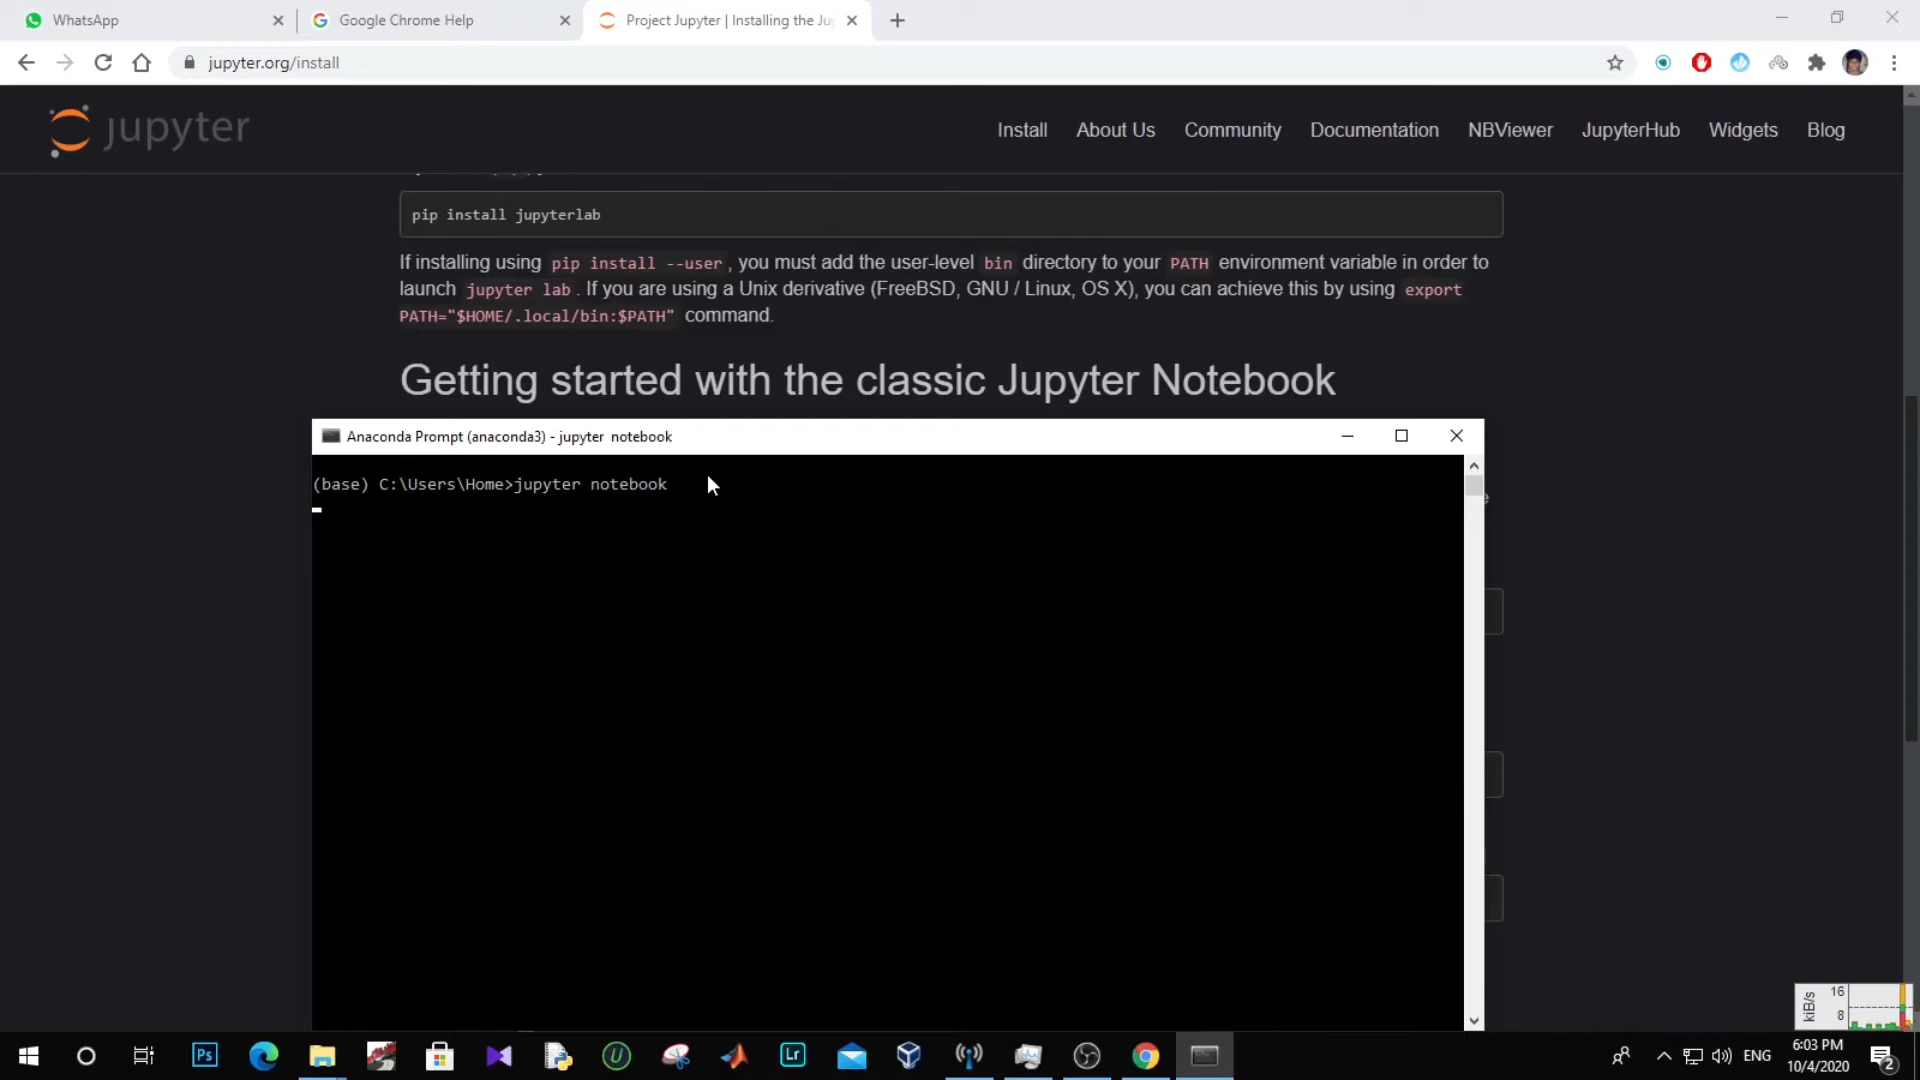 WhatsApp
Google Chrome Help
Project Jupyter | Installing the Ju
jupyter.org/install
jupyter
Install About Us Community Documentation NBViewer JupyterHub Widgets Blog
pip install jupyterlab
If installing using pip install --user , you must add the user-level bin directory to your PATH environment variable in order to
launch jupyter lab . If you are using a Unix derivative (FreeBSD, GNU / Linux, OS X), you can achieve this by using export
PATH="$HOME/.local/bin:$PATH" command.
Getting started with the classic Jupyter Notebook
Anaconda Prompt (anaconda3) - jupyter notebook
(base) C:\Users\Home>jupyter notebook
e
kiB/s
16
8
Ps
Lr
ENG
6:03 PM
10/4/2020
2